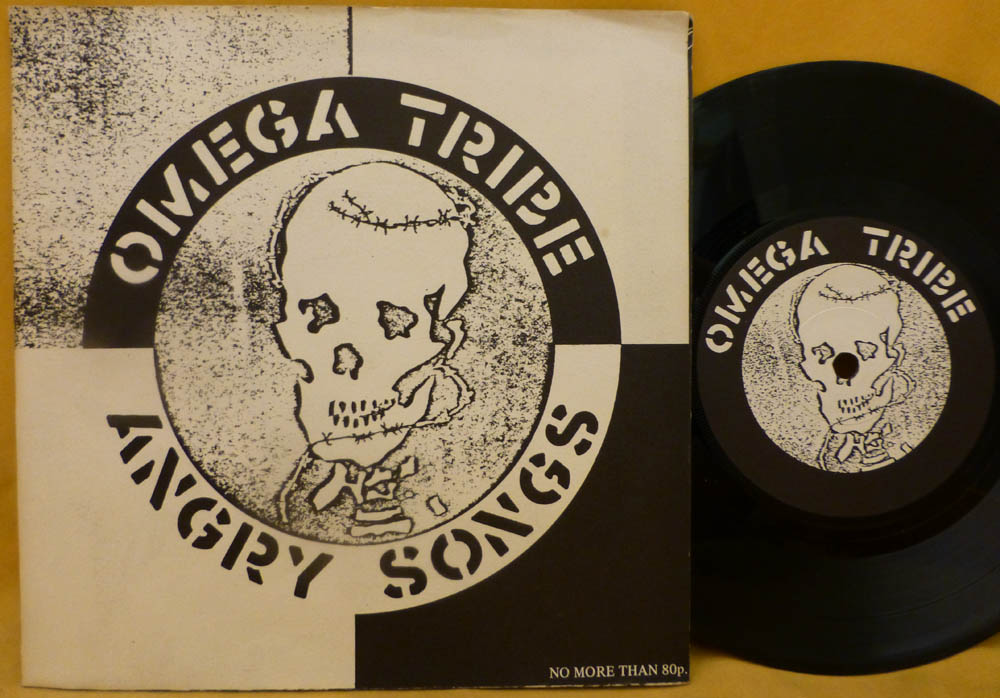 OMEGA TRIBE
ANGRY SONGS
NO MORE THAN 80p.
OMEGA TRIBE